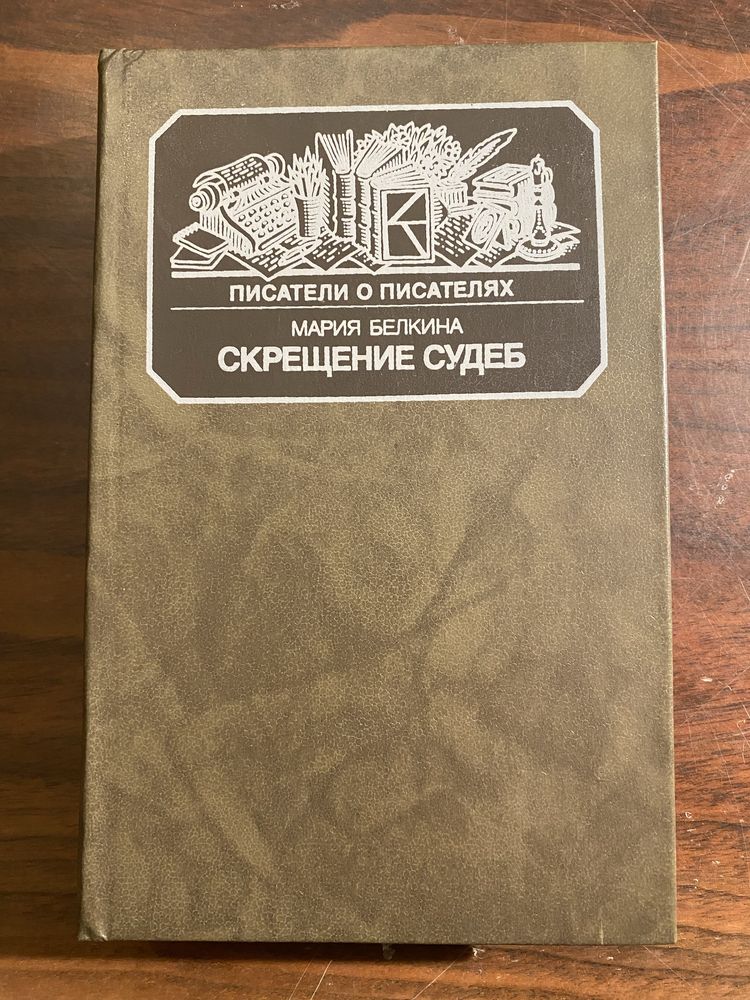 ПИСАТЕЛИ О ПИСАТЕЛЯХ
МАРИЯ БЕЛКИНА
СКРЕЩЕНИЕ СУДЕБ